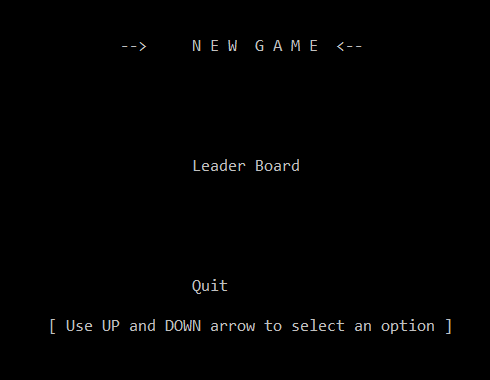 -->     N E W  G A M E  <--
Leader Board
Quit
[ Use UP and DOWN arrow to select an option ]